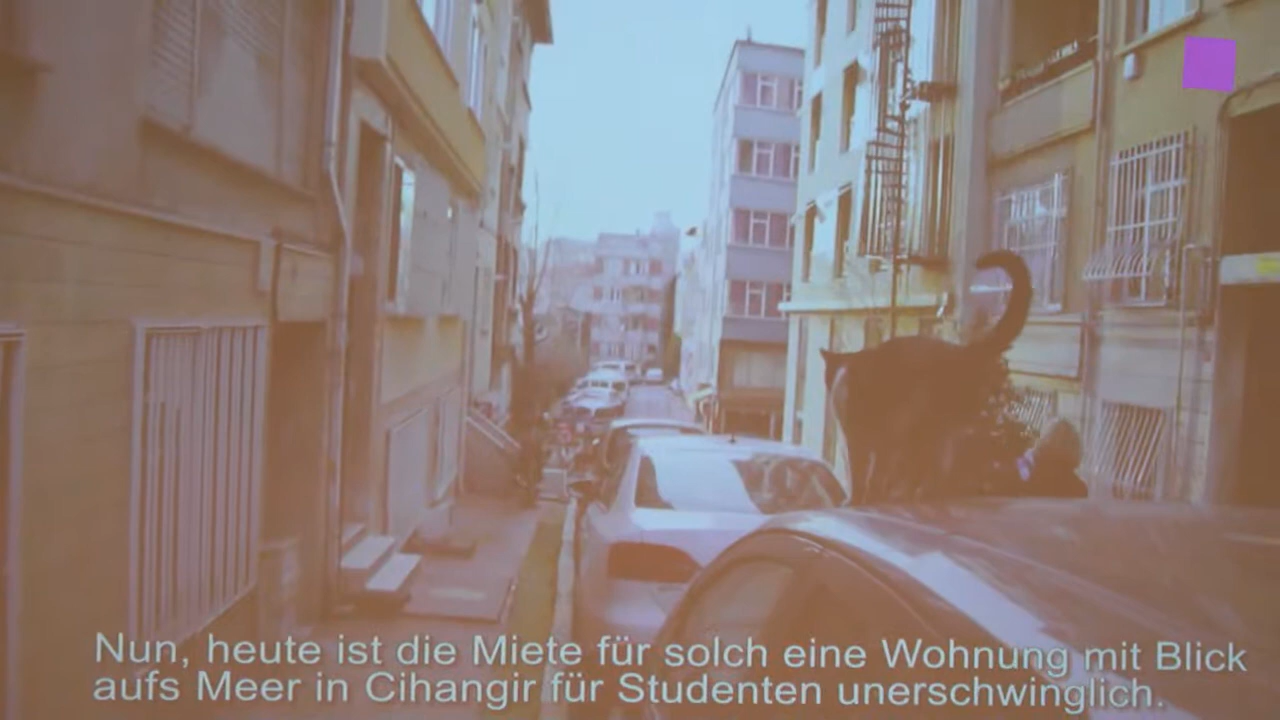 Nun, heute ist die Miete für solch eine Wohnung mit Blick
aufs Meer in Cihangir für Studenten unerschwinglich.